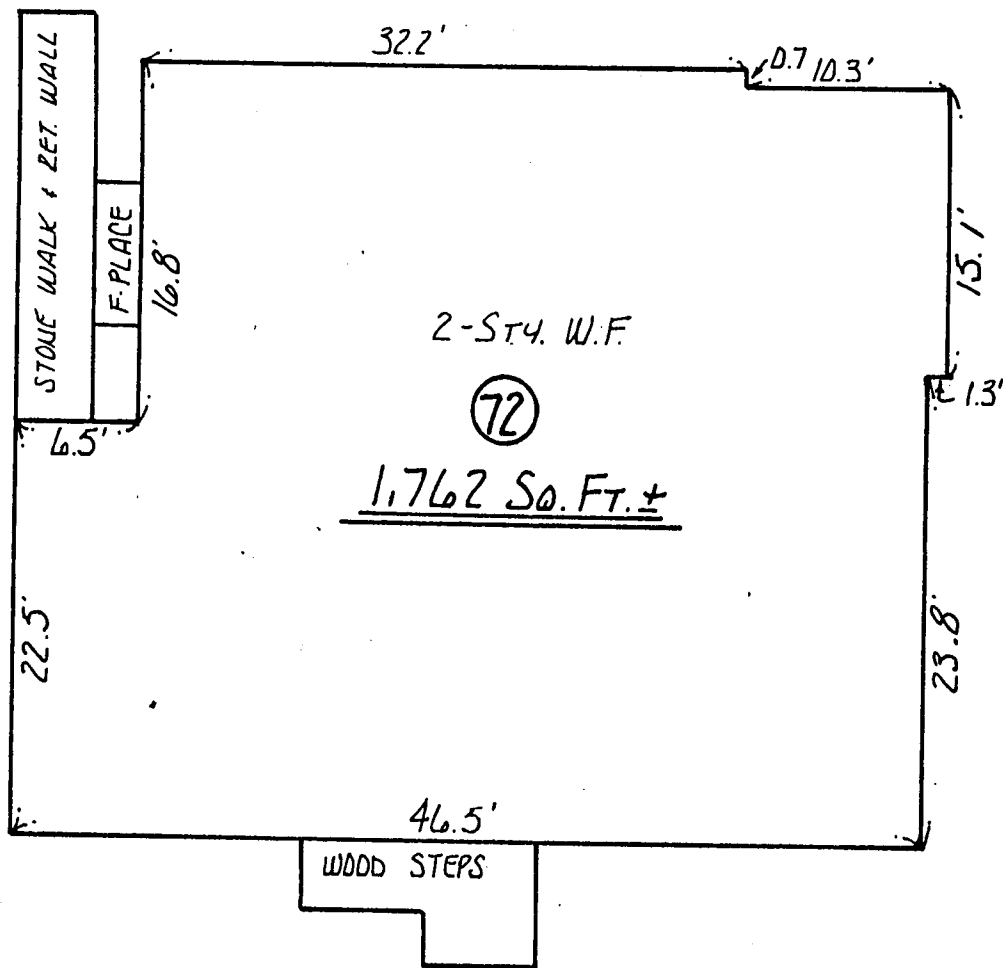 32.2'
0.7
10.3'
STONE WALK & RET. WALL
F-PLACE
16.8'
15.1'
2-STY. W.F.
72
± 1.3'
6.5'
1,762 SQ. FT. ±
22.5'
23.8'
46.5'
WOOD STEPS